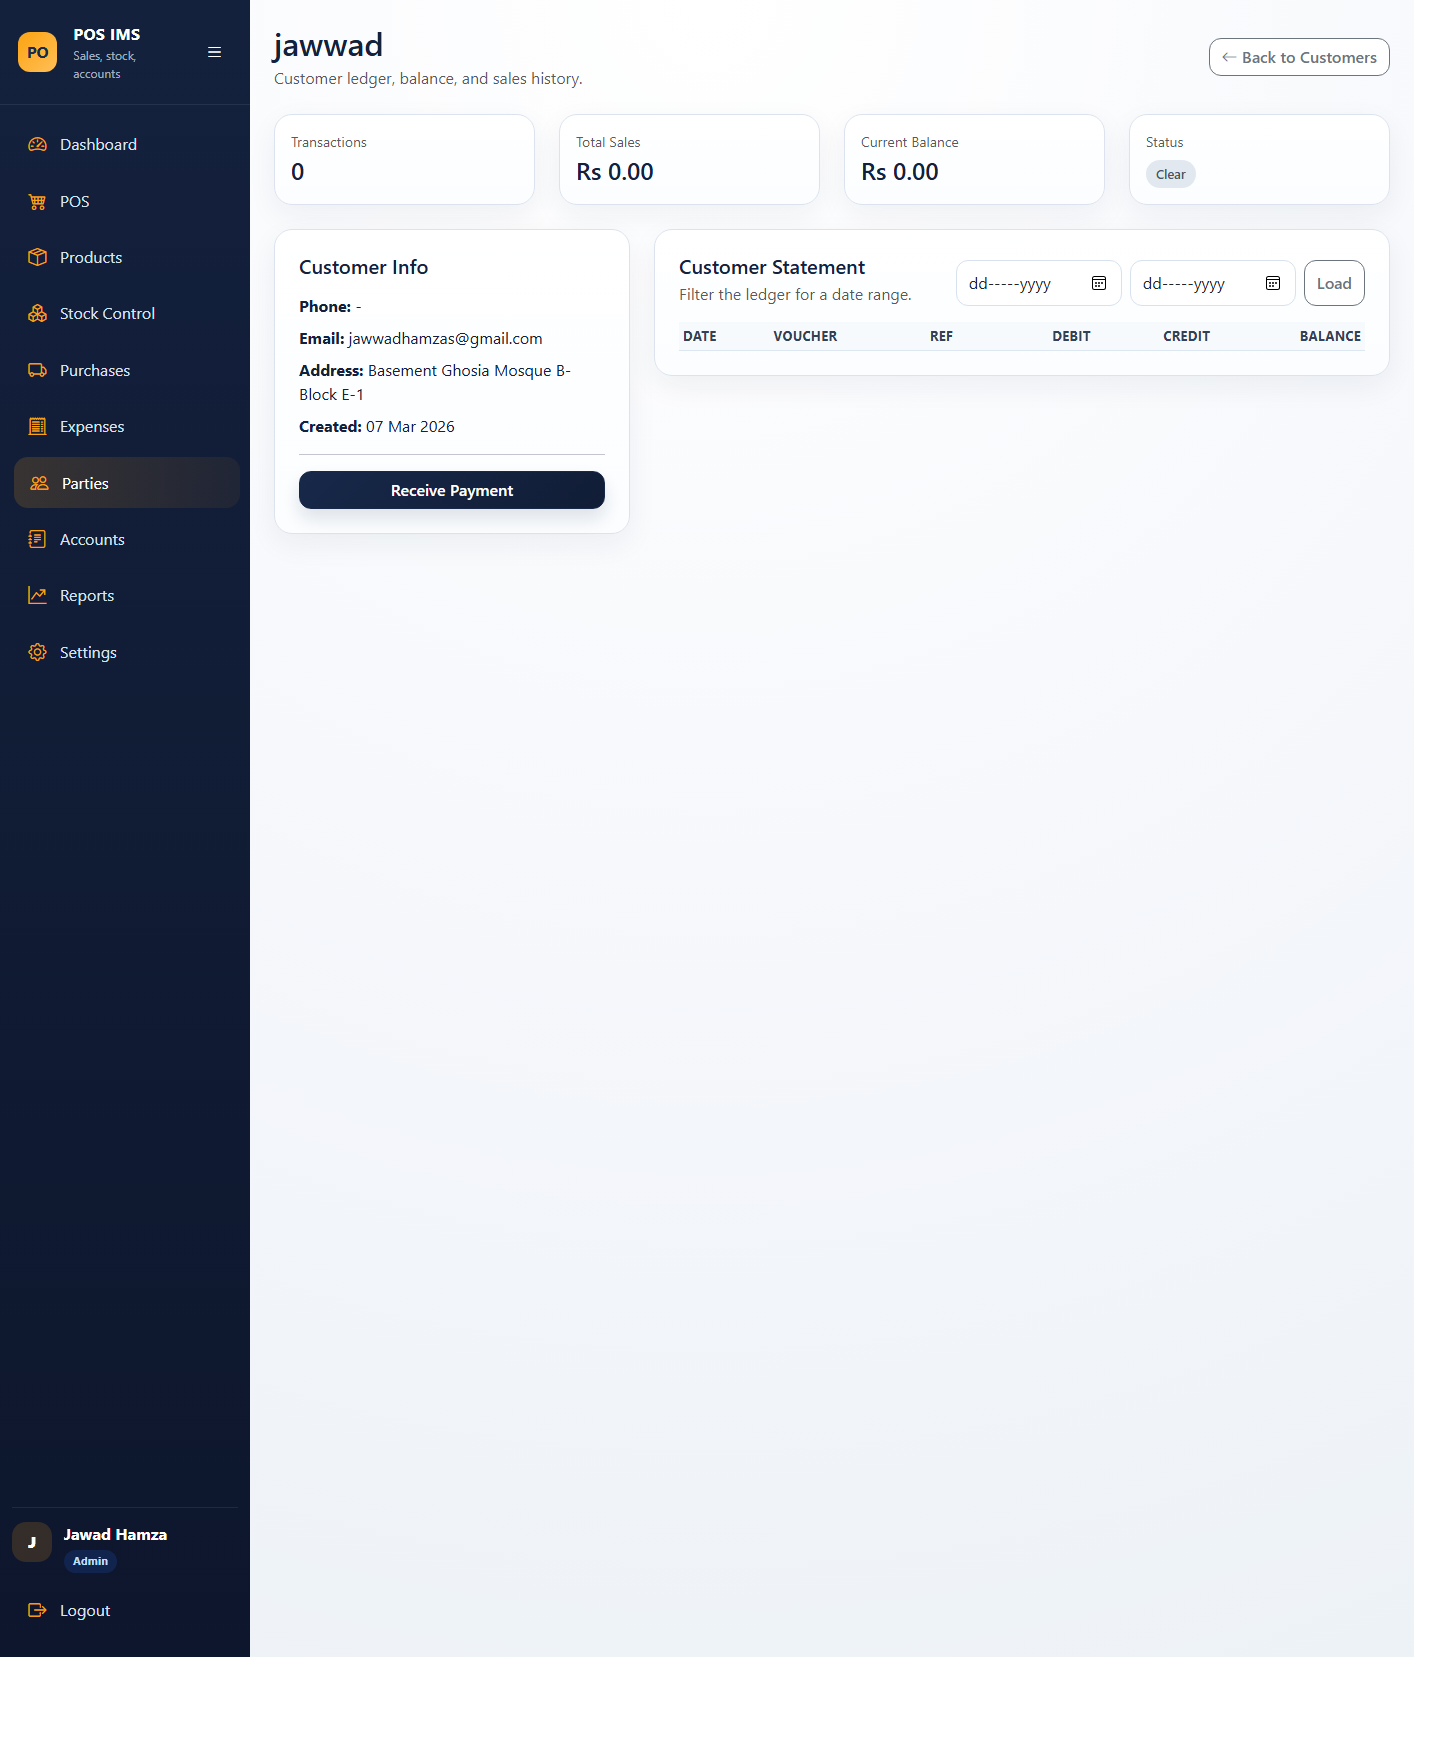 PO
POS IMS
Sales, stock,
accounts
Dashboard
POS
Products
Stock Control
Purchases
Expenses
Parties
Accounts
Reports
Settings
J
Jawad Hamza
Admin
Logout
jawwad
Customer ledger, balance, and sales history.
Back to Customers
Transactions
0
Total Sales
Rs 0.00
Current Balance
Rs 0.00
Status
Clear
Customer Info
Phone: -
Email: jawwadhamzas@gmail.com
Address: Basement Ghosia Mosque B-
Block E-1
Created: 07 Mar 2026
Receive Payment
Customer Statement
Filter the ledger for a date range.
dd-----yyyy
dd-----yyyy
Load
DATE VOUCHER REF DEBIT CREDIT BALANCE